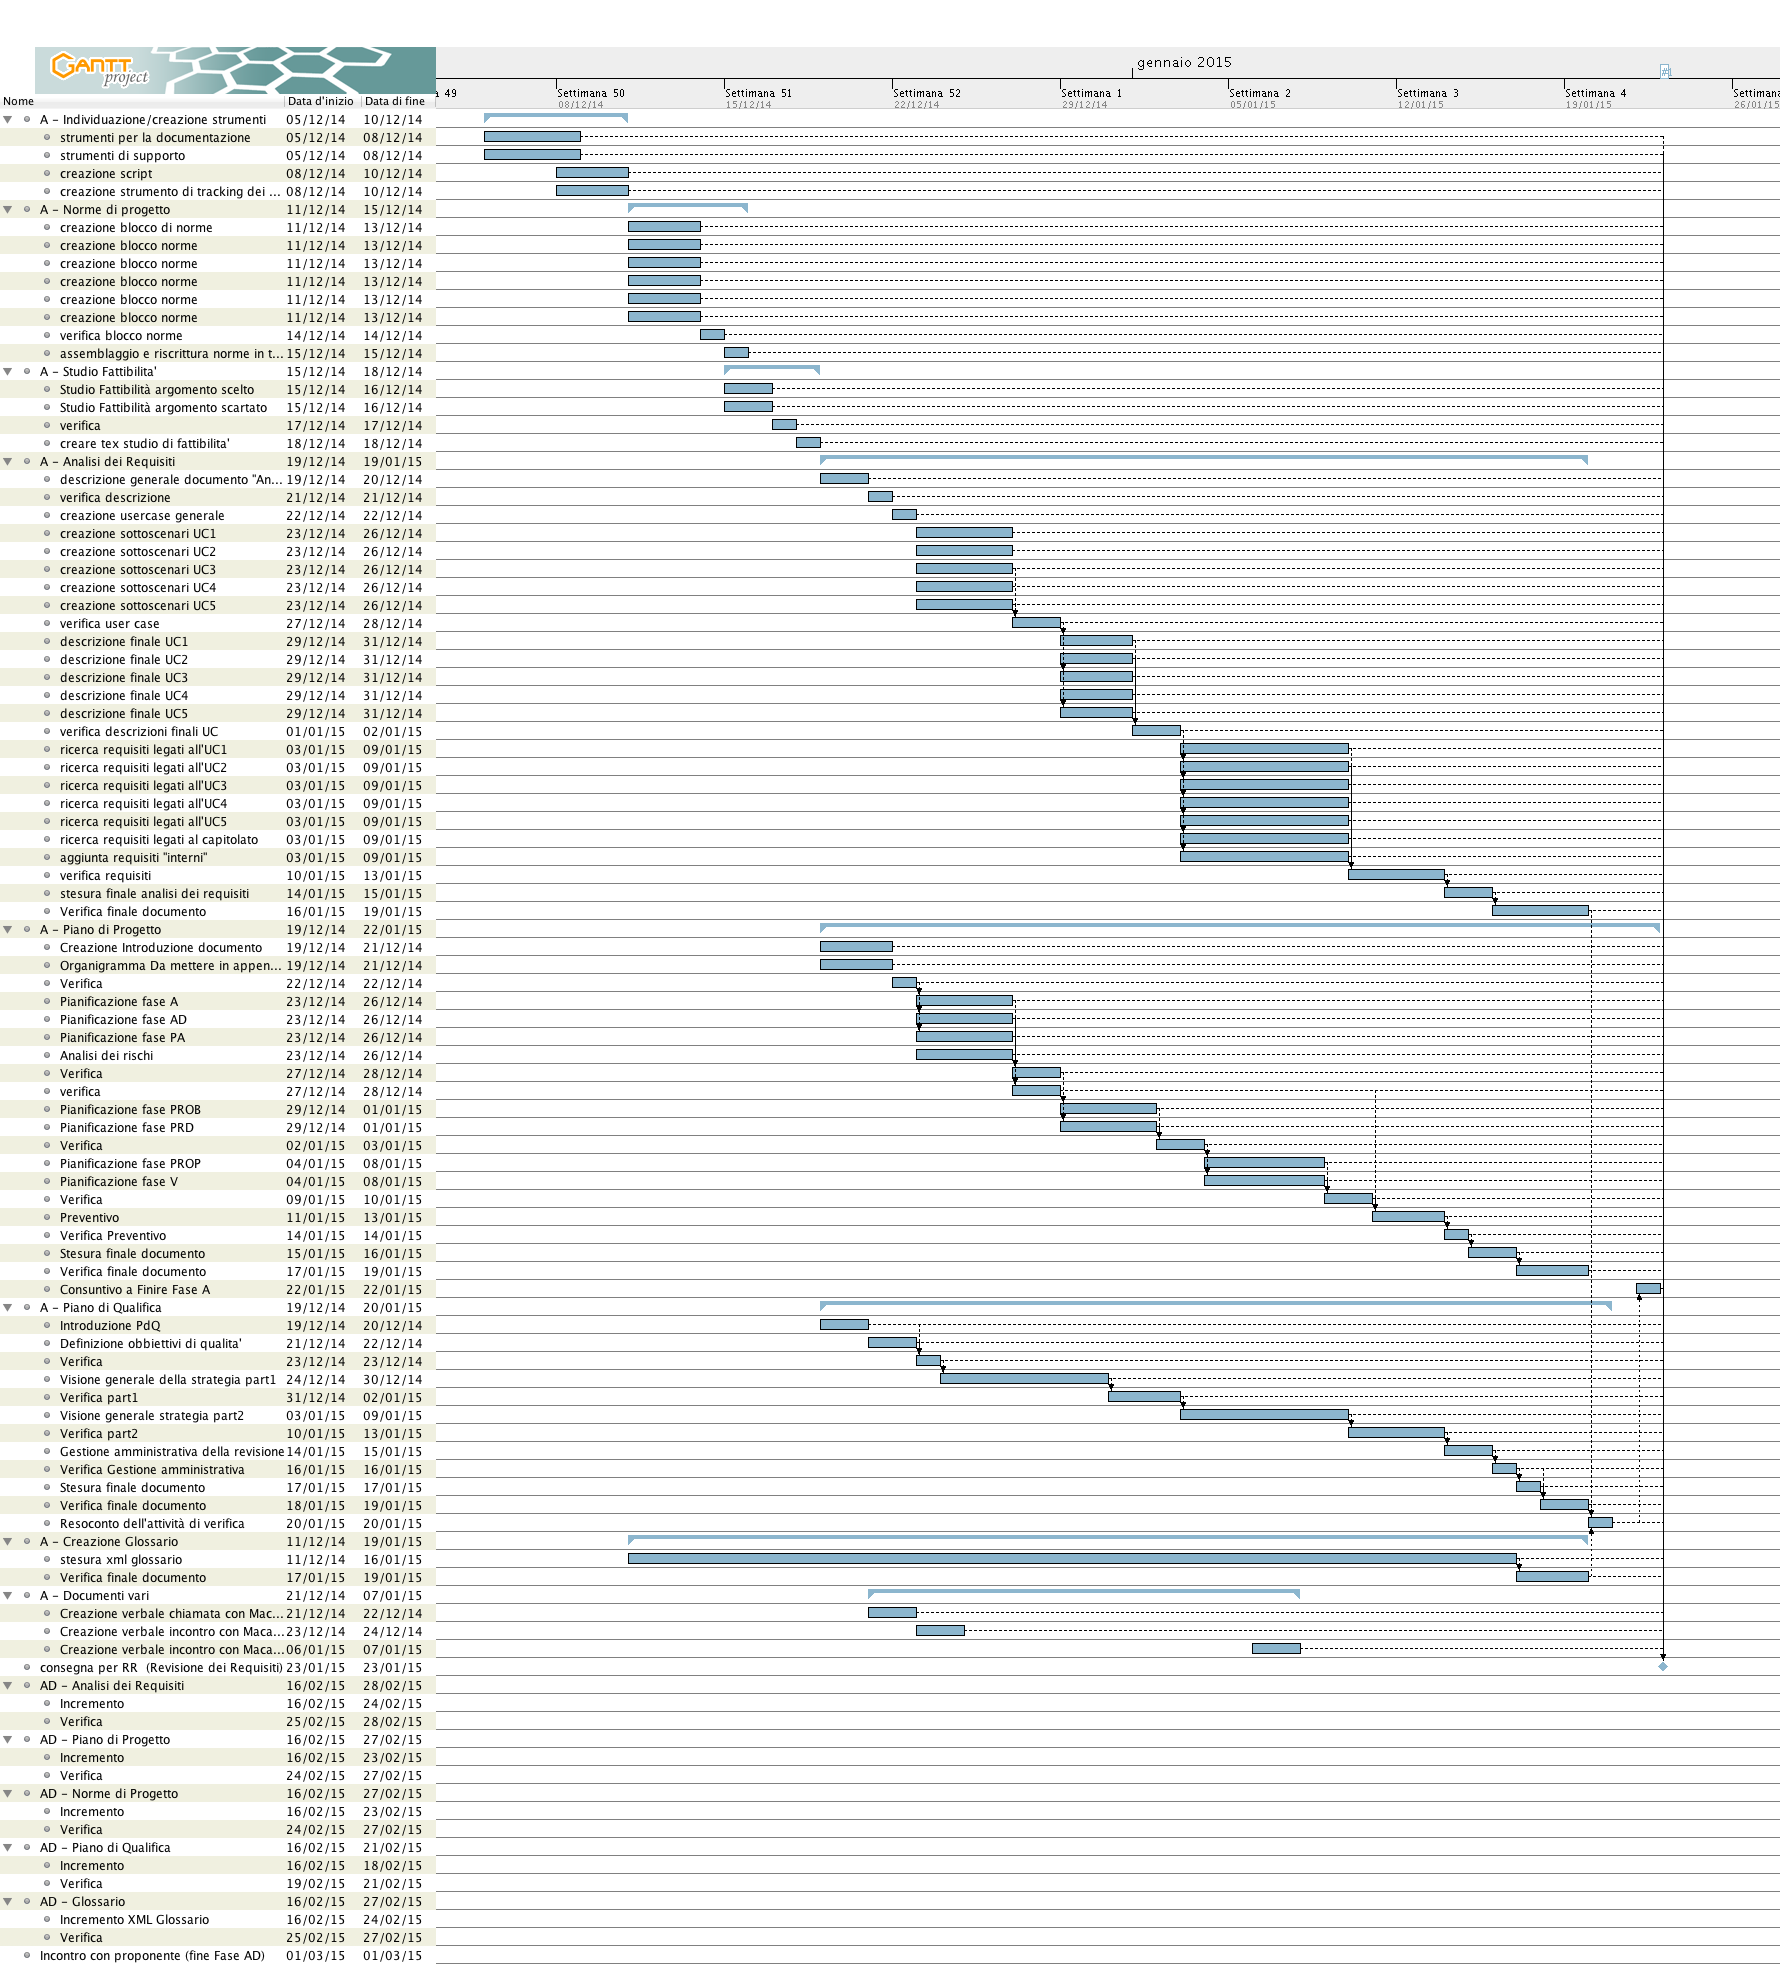 GANTT
project
gennaio 2015
#1
a 49
Settimana 50
Settimana 51
Settimana 52
Settimana 1
Settimana 2
Settimana 3
Settimana 4
Settimana
08/12/14
15/12/14
22/12/14
29/12/14
05/01/15
12/01/15
19/01/15
26/01/15
Nome Data d'inizio Data di fine
A - Individuazione/creazione strumenti 05/12/14 10/12/14
strumenti per la documentazione 05/12/14 08/12/14
strumenti di supporto 05/12/14 08/12/14
creazione script 08/12/14 10/12/14
creazione strumento di tracking dei ... 08/12/14 10/12/14
A - Norme di progetto 11/12/14 15/12/14
creazione blocco di norme 11/12/14 13/12/14
creazione blocco norme 11/12/14 13/12/14
creazione blocco norme 11/12/14 13/12/14
creazione blocco norme 11/12/14 13/12/14
creazione blocco norme 11/12/14 13/12/14
creazione blocco norme 11/12/14 13/12/14
verifica blocco norme 14/12/14 14/12/14
assemblaggio e riscrittura norme in t... 15/12/14 15/12/14
A - Studio Fattibilita' 15/12/14 18/12/14
Studio Fattibilità argomento scelto 15/12/14 16/12/14
Studio Fattibilità argomento scartato 15/12/14 16/12/14
verifica 17/12/14 17/12/14
creare tex studio di fattibilita' 18/12/14 18/12/14
A - Analisi dei Requisiti 19/12/14 19/01/15
descrizione generale documento "An... 19/12/14 20/12/14
verifica descrizione 21/12/14 21/12/14
creazione usercase generale 22/12/14 22/12/14
creazione sottoscenari UC1 23/12/14 26/12/14
creazione sottoscenari UC2 23/12/14 26/12/14
creazione sottoscenari UC3 23/12/14 26/12/14
creazione sottoscenari UC4 23/12/14 26/12/14
creazione sottoscenari UC5 23/12/14 26/12/14
verifica user case 27/12/14 28/12/14
descrizione finale UC1 29/12/14 31/12/14
descrizione finale UC2 29/12/14 31/12/14
descrizione finale UC3 29/12/14 31/12/14
descrizione finale UC4 29/12/14 31/12/14
descrizione finale UC5 29/12/14 31/12/14
verifica descrizioni finali UC 01/01/15 02/01/15
ricerca requisiti legati all'UC1 03/01/15 09/01/15
ricerca requisiti legati all'UC2 03/01/15 09/01/15
ricerca requisiti legati all'UC3 03/01/15 09/01/15
ricerca requisiti legati all'UC4 03/01/15 09/01/15
ricerca requisiti legati all'UC5 03/01/15 09/01/15
ricerca requisiti legati al capitolato 03/01/15 09/01/15
aggiunta requisiti "interni" 03/01/15 09/01/15
verifica requisiti 10/01/15 13/01/15
stesura finale analisi dei requisiti 14/01/15 15/01/15
Verifica finale documento 16/01/15 19/01/15
A - Piano di Progetto 19/12/14 22/01/15
Creazione Introduzione documento 19/12/14 21/12/14
Organigramma Da mettere in appen... 19/12/14 21/12/14
Verifica 22/12/14 22/12/14
Pianificazione fase A 23/12/14 26/12/14
Pianificazione fase AD 23/12/14 26/12/14
Pianificazione fase PA 23/12/14 26/12/14
Analisi dei rischi 23/12/14 26/12/14
Verifica 27/12/14 28/12/14
verifica 27/12/14 28/12/14
Pianificazione fase PROB 29/12/14 01/01/15
Pianificazione fase PRD 29/12/14 01/01/15
Verifica 02/01/15 03/01/15
Pianificazione fase PROP 04/01/15 08/01/15
Pianificazione fase V 04/01/15 08/01/15
Verifica 09/01/15 10/01/15
Preventivo 11/01/15 13/01/15
Verifica Preventivo 14/01/15 14/01/15
Stesura finale documento 15/01/15 16/01/15
Verifica finale documento 17/01/15 19/01/15
Consuntivo a Finire Fase A 22/01/15 22/01/15
A - Piano di Qualifica 19/12/14 20/01/15
Introduzione PdQ 19/12/14 20/12/14
Definizione obbiettivi di qualita' 21/12/14 22/12/14
Verifica 23/12/14 23/12/14
Visione generale della strategia part1 24/12/14 30/12/14
Verifica part1 31/12/14 02/01/15
Visione generale strategia part2 03/01/15 09/01/15
Verifica part2 10/01/15 13/01/15
Gestione amministrativa della revisione 14/01/15 15/01/15
Verifica Gestione amministrativa 16/01/15 16/01/15
Stesura finale documento 17/01/15 17/01/15
Verifica finale documento 18/01/15 19/01/15
Resoconto dell'attività di verifica 20/01/15 20/01/15
A - Creazione Glossario 11/12/14 19/01/15
stesura xml glossario 11/12/14 16/01/15
Verifica finale documento 17/01/15 19/01/15
A - Documenti vari 21/12/14 07/01/15
Creazione verbale chiamata con Mac... 21/12/14 22/12/14
Creazione verbale incontro con Maca... 23/12/14 24/12/14
Creazione verbale incontro con Maca... 06/01/15 07/01/15
consegna per RR (Revisione dei Requisiti) 23/01/15 23/01/15
AD - Analisi dei Requisiti 16/02/15 28/02/15
Incremento 16/02/15 24/02/15
Verifica 25/02/15 28/02/15
AD - Piano di Progetto 16/02/15 27/02/15
Incremento 16/02/15 23/02/15
Verifica 24/02/15 27/02/15
AD - Norme di Progetto 16/02/15 27/02/15
Incremento 16/02/15 23/02/15
Verifica 24/02/15 27/02/15
AD - Piano di Qualifica 16/02/15 21/02/15
Incremento 16/02/15 18/02/15
Verifica 19/02/15 21/02/15
AD - Glossario 16/02/15 27/02/15
Incremento XML Glossario 16/02/15 24/02/15
Verifica 25/02/15 27/02/15
Incontro con proponente (fine Fase AD) 01/03/15 01/03/15